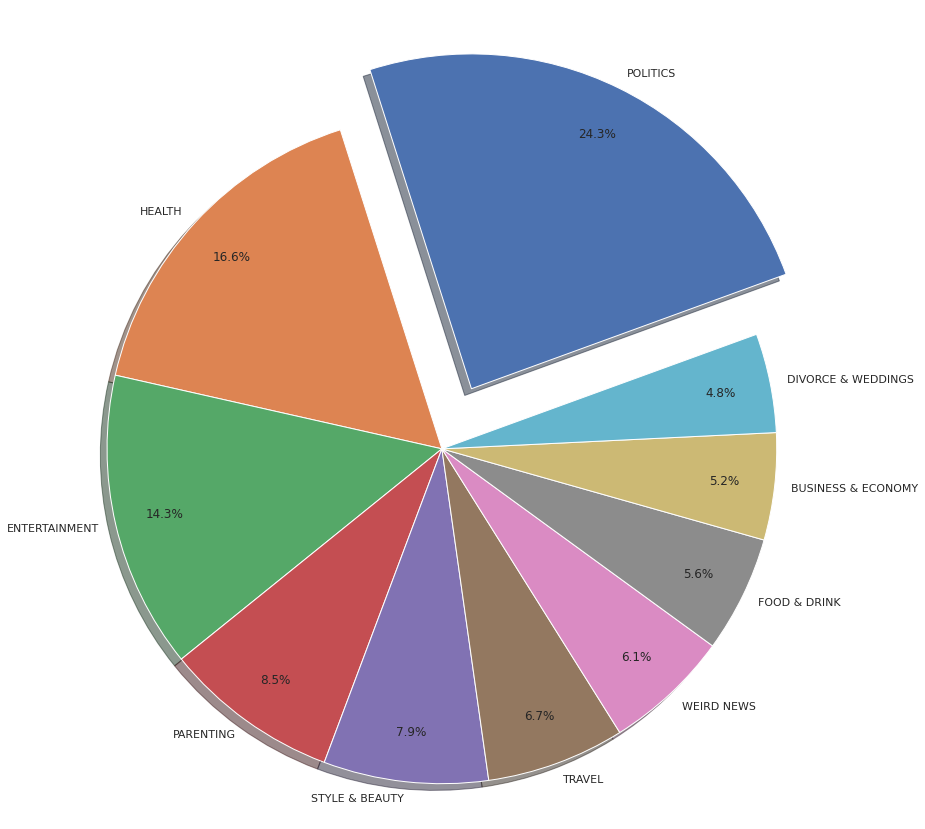 POLITICS
24.3%
HEALTH
16.6%
DIVORCE & WEDDINGS
4.8%
BUSINESS & ECONOMY
5.2%
ENTERTAINMENT
14.3%
FOOD & DRINK
5.6%
WEIRD NEWS
6.1%
PARENTING
8.5%
STYLE & BEAUTY
7.9%
TRAVEL
6.7%